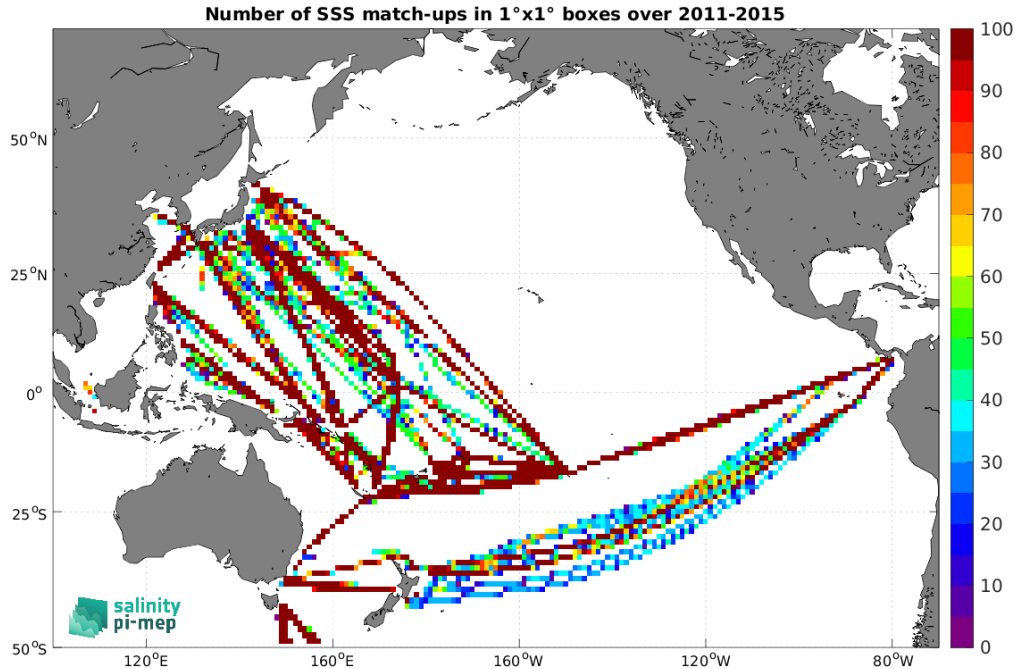 Number of SSS match-ups in 1°x1° boxes over 2011-2015
100
90
80
70
60
50
40
30
20
10
0
50°N
25°N
0°
25°S
50°S
120°E
160°E
160°W
120°W
80°W
salinity
pi-mep